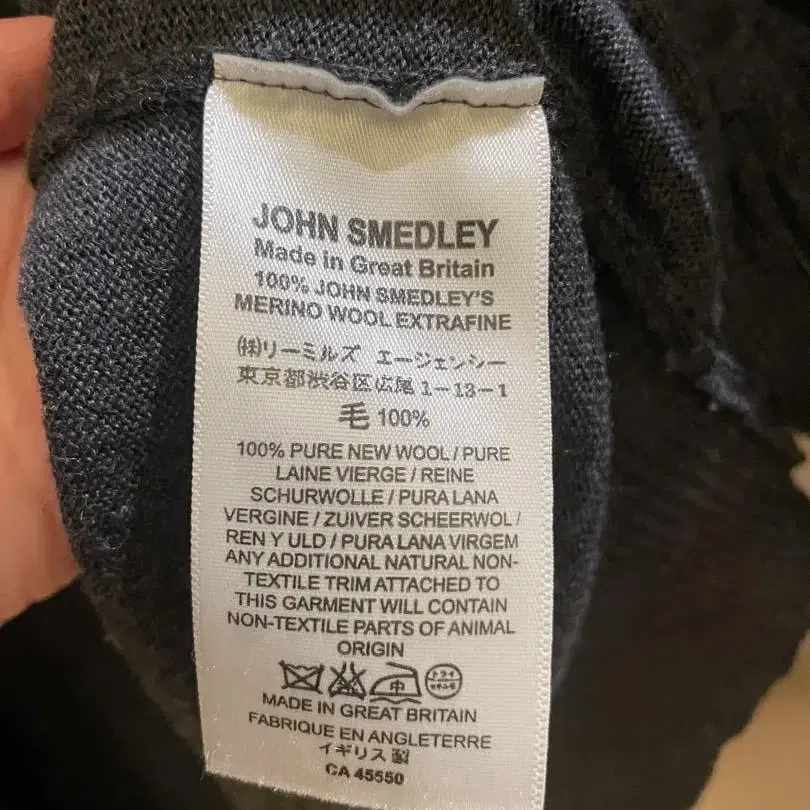 JOHN SMEDLEY
Made in Great Britain
100% JOHN SMEDLEY'S
MERINO WOOL EXTRAFINE
㈱リーミルズ エージェンシー
東京都渋谷区広尾1-13-1
毛 100%
100% PURE NEW WOOL / PURE
LAINE VIERGE / REINE
SCHURWOLLE / PURA LANA
VERGINE / ZUIVER SCHEERWOL /
REN Y ULD / PURA LANA VIRGEM
ANY ADDITIONAL NATURAL NON-
TEXTILE TRIM ATTACHED TO
THIS GARMENT WILL CONTAIN
NON-TEXTILE PARTS OF ANIMAL
ORIGIN
中 ドライ
MADE IN GREAT BRITAIN
FABRIQUE EN ANGLETERRE
イギリス製
CA 45550